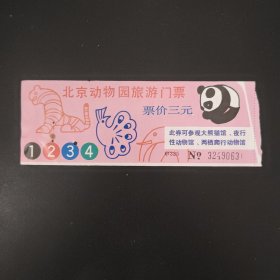 北京动物园旅游门票
票价三元
此券可参观大熊猫馆,夜行
性动物馆,两栖爬行动物馆
1 2 3 4
№ 3249063